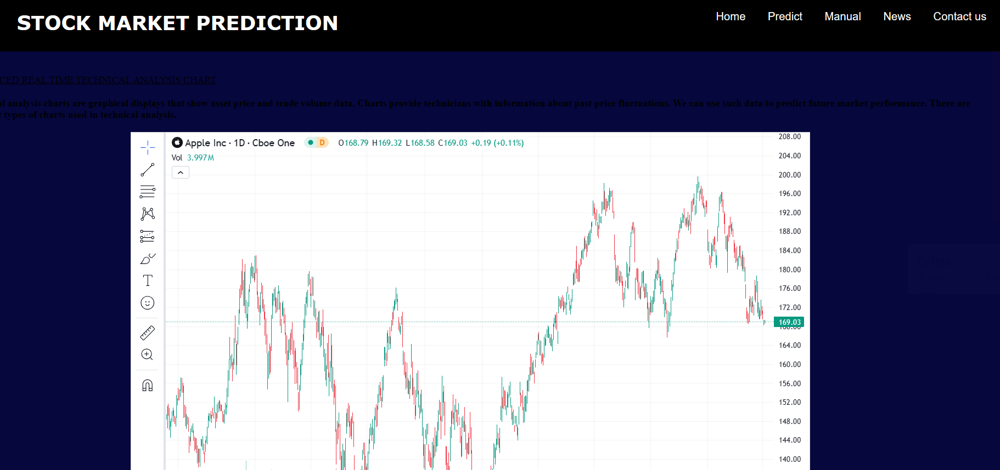 STOCK MARKET PREDICTION
Home Predict Manual News Contact us
CED REAL TIME TECHNICAL ANALYSIS CHART
al analysis charts are graphical displays that show asset price and trade volume data. Charts provide technicians with information about past price fluctuations. We can use such data to predict future market performance. There are
t types of charts used in technical analysis.
Apple Inc · 1D · Cboe One D O168.79 H169.32 L168.58 C169.03 +0.19 (+0.11%)
Vol 3.997M
208.00
204.00
200.00
196.00
192.00
188.00
184.00
180.00
176.00
172.00
169.03
168.00
164.00
160.00
156.00
152.00
148.00
144.00
140.00